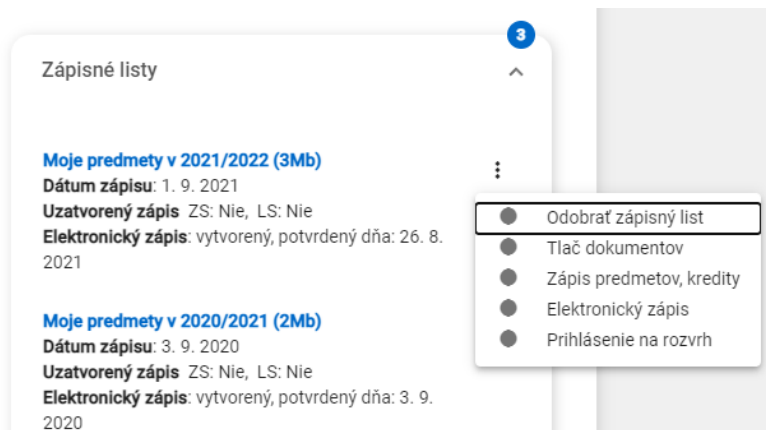 3
Zápisné listy
Moje predmety v 2021/2022 (3Mb)
Dátum zápisu: 1. 9. 2021
Uzatvorený zápis ZS: Nie, LS: Nie
Elektronický zápis: vytvorený, potvrdený dňa: 26. 8.
2021
Odobrať zápisný list
Tlač dokumentov
Zápis predmetov, kredity
Elektronický zápis
Prihlásenie na rozvrh
Moje predmety v 2020/2021 (2Mb)
Dátum zápisu: 3. 9. 2020
Uzatvorený zápis ZS: Nie, LS: Nie
Elektronický zápis: vytvorený, potvrdený dňa: 3. 9.
2020